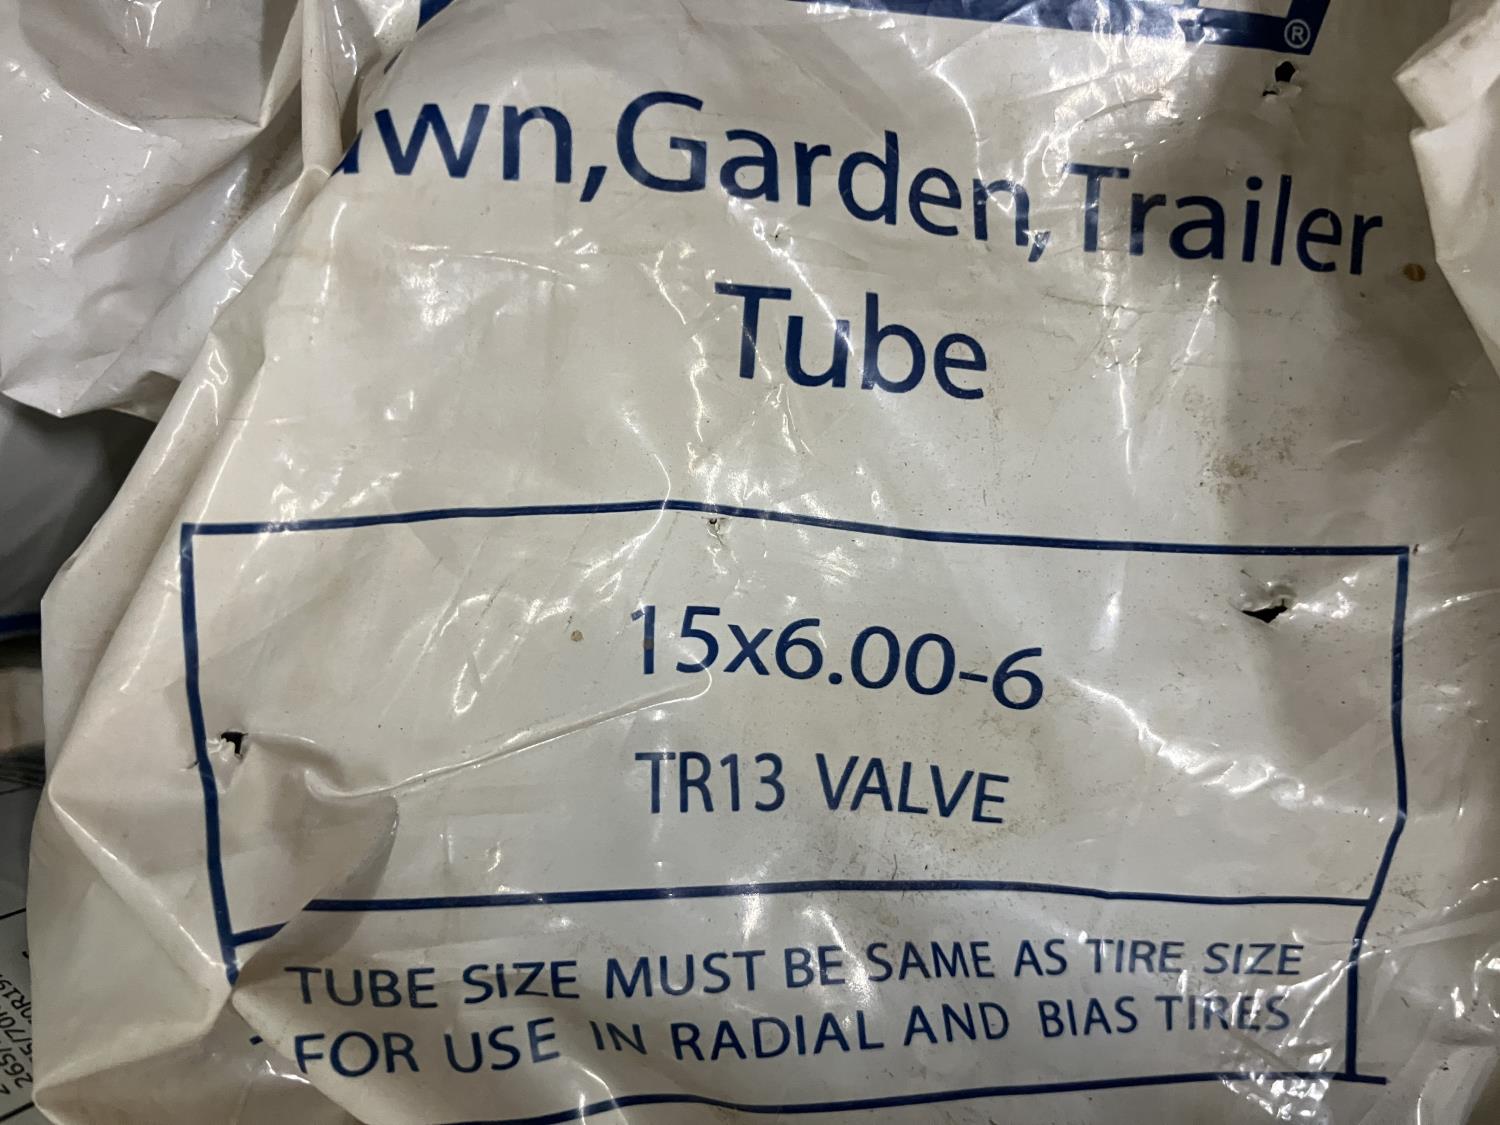 ®
wn,Garden,Trailer
Tube
15x6.00-6
TR13 VALVE
TUBE SIZE MUST BE SAME AS TIRE SIZE
FOR USE IN RADIAL AND BIAS TIRES